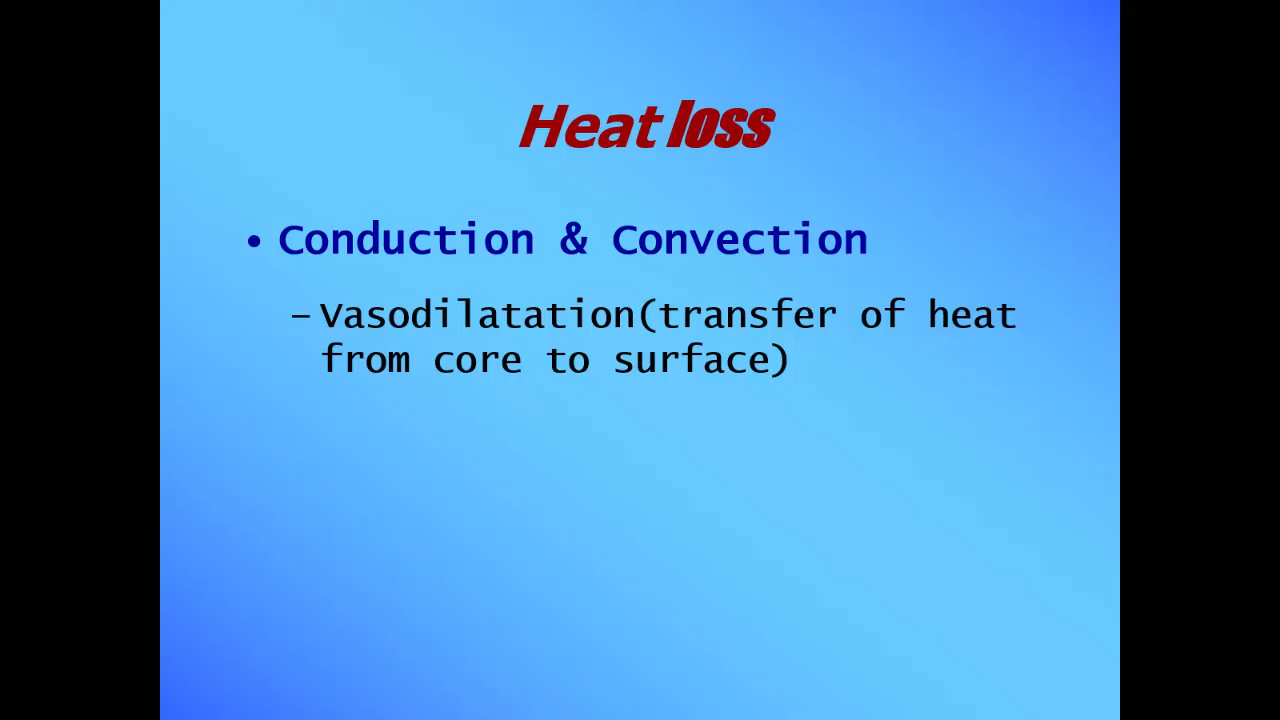 Heat loss
• Conduction & Convection
– Vasodilatation(transfer of heat
from core to surface)